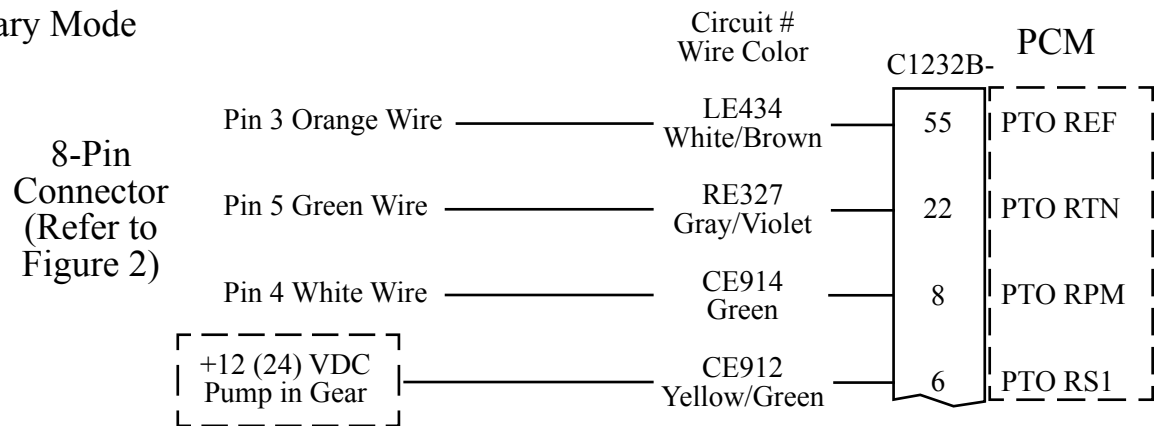 ary Mode
Circuit #
Wire Color
C1232B-
PCM
8-Pin
Connector
(Refer to
Figure 2)
Pin 3 Orange Wire
LE434
White/Brown
55
PTO REF
Pin 5 Green Wire
RE327
Gray/Violet
22
PTO RTN
Pin 4 White Wire
CE914
Green
8
PTO RPM
+12 (24) VDC
Pump in Gear
CE912
Yellow/Green
6
PTO RS1